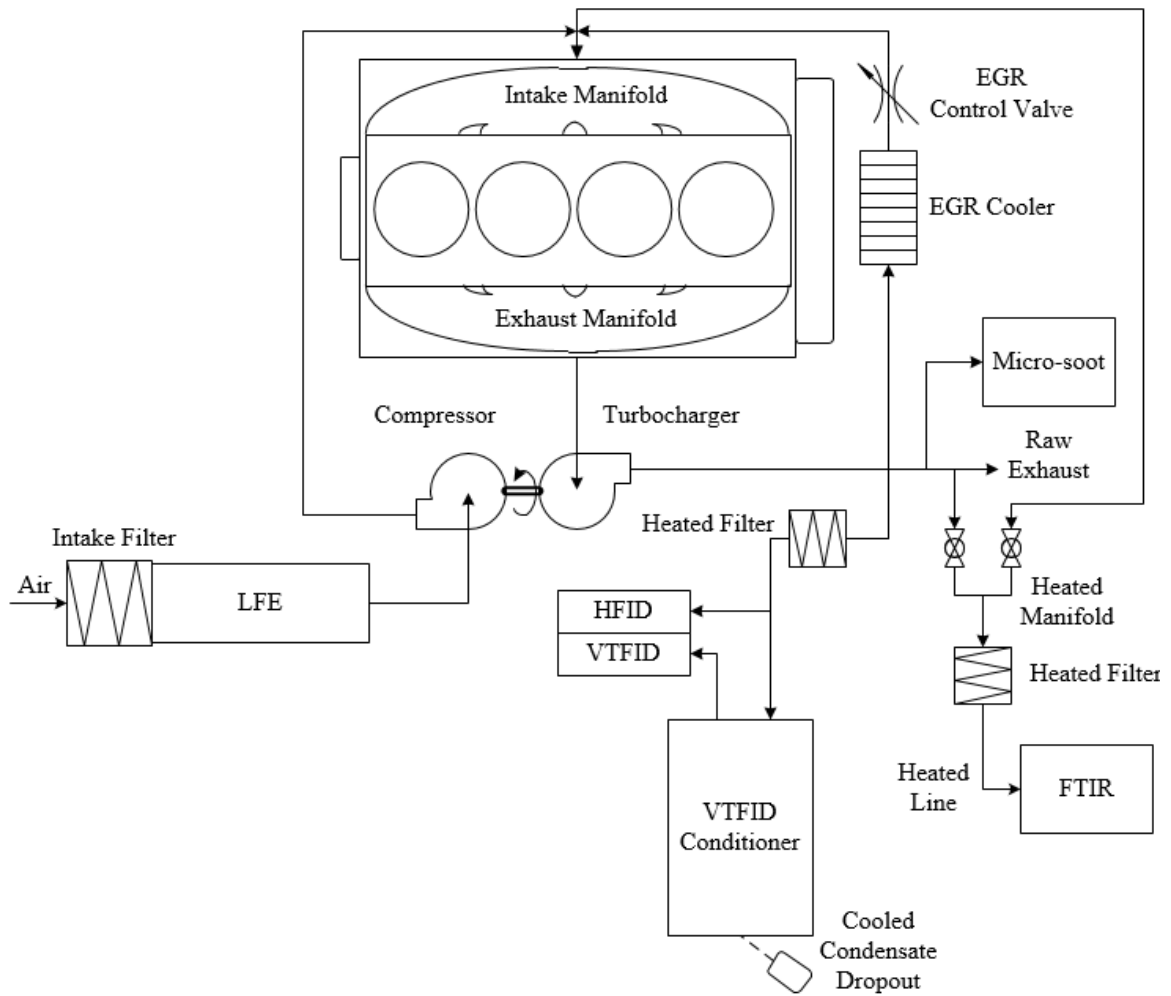 Intake Manifold
EGR
Control Valve
EGR Cooler
Exhaust Manifold
Micro-soot
Compressor
Turbocharger
Raw
Exhaust
Heated Filter
Intake Filter
Air
LFE
HFID
VTFID
Heated
Manifold
Heated Filter
Heated
Line
FTIR
VTFID
Conditioner
Cooled
Condensate
Dropout